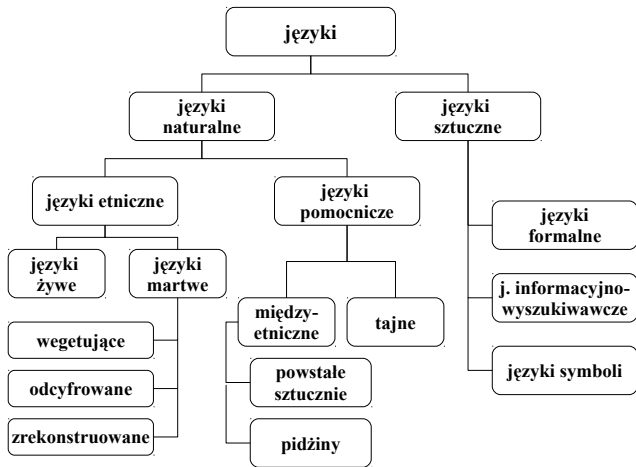 języki
języki
naturalne
języki
sztuczne
języki etniczne
języki
pomocnicze
języki
formalne
języki
żywe
języki
martwe
j. informacyjno-
wyszukiwawcze
między-
etniczne
tajne
wegetujące
powstałe
sztucznie
języki symboli
odcyfrowane
zrekonstruowane
pidżiny